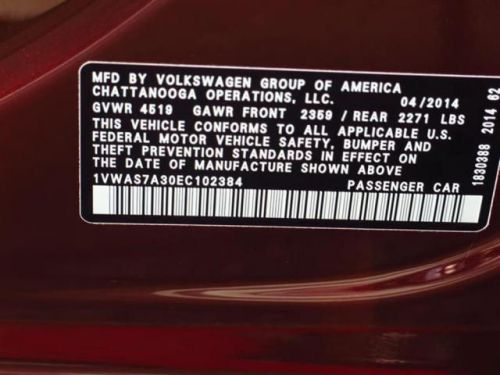 MFD BY VOLKSWAGEN GROUP OF AMERICA
CHATTANOOGA OPERATIONS, LLC. 04/2014
GVWR 4519 GAWR FRONT 2359 / REAR 2271 LBS
THIS VEHICLE CONFORMS TO ALL APPLICABLE U.S.
FEDERAL MOTOR VEHICLE SAFETY, BUMPER AND
THEFT PREVENTION STANDARDS IN EFFECT ON
THE DATE OF MANUFACTURE SHOWN ABOVE
1VWAS7A30EC102384 PASSENGER CAR
1830388 2014 62